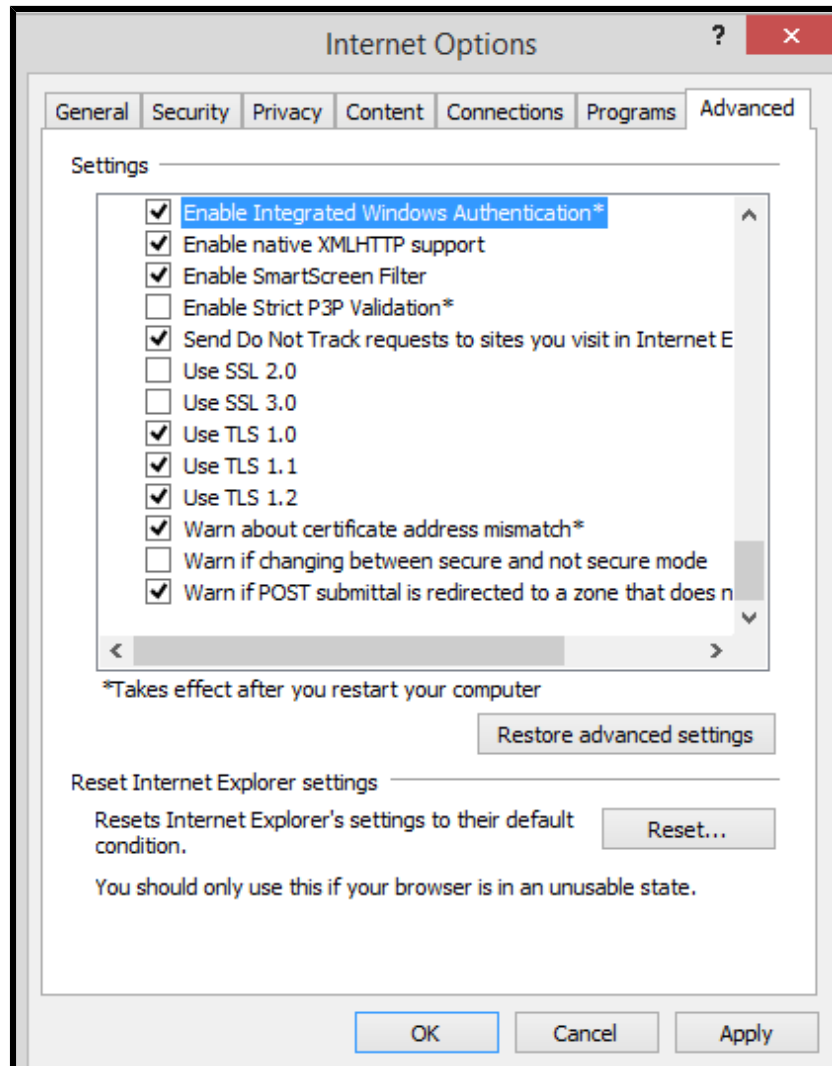 Internet Options
?
General Security Privacy Content Connections Programs Advanced
Settings
Enable Integrated Windows Authentication*
Enable native XMLHTTP support
Enable SmartScreen Filter
Enable Strict P3P Validation*
Send Do Not Track requests to sites you visit in Internet E
Use SSL 2.0
Use SSL 3.0
Use TLS 1.0
Use TLS 1.1
Use TLS 1.2
Warn about certificate address mismatch*
Warn if changing between secure and not secure mode
Warn if POST submittal is redirected to a zone that does n
*Takes effect after you restart your computer
Restore advanced settings
Reset Internet Explorer settings
Resets Internet Explorer's settings to their default
condition.
Reset...
You should only use this if your browser is in an unusable state.
OK Cancel Apply